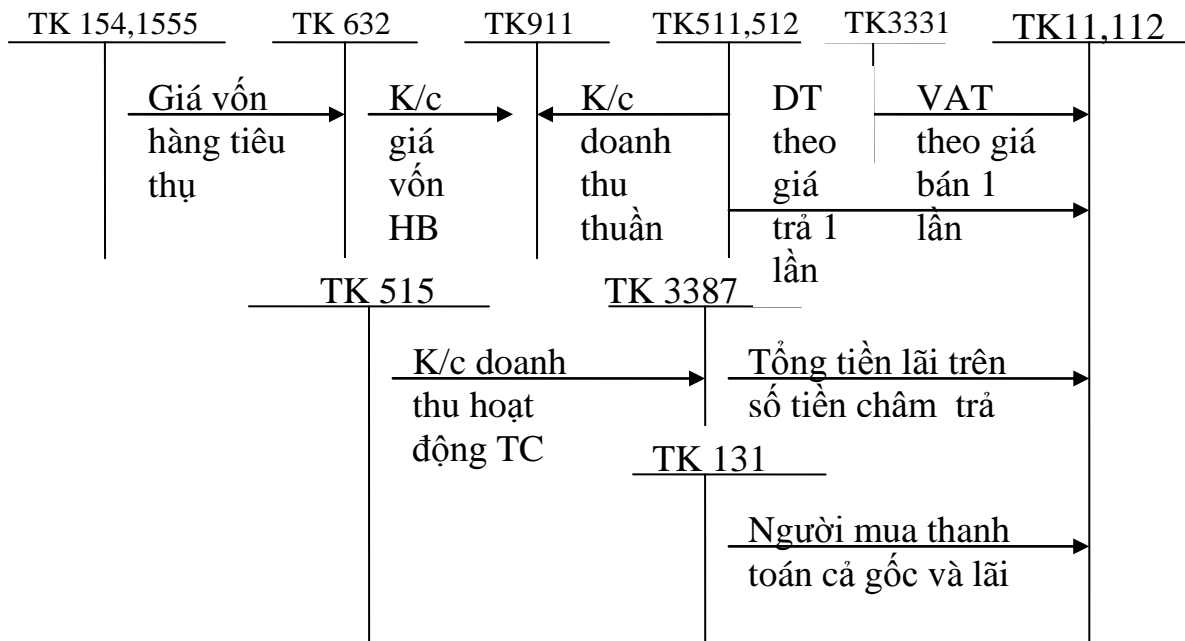 TK 154,1555 TK 632 TK911 TK511,512 TK3331 TK11,112
Giá vốn
hàng tiêu
thụ
K/c
giá
vốn
HB
K/c
doanh
thu
thuần
DT
theo
giá
trả 1
lần
VAT
theo giá
bán 1
lần
TK 515 TK 3387
K/c doanh
thu hoạt
động TC
Tổng tiền lãi trên
số tiền châm trả
TK 131
Người mua thanh
toán cả gốc và lãi